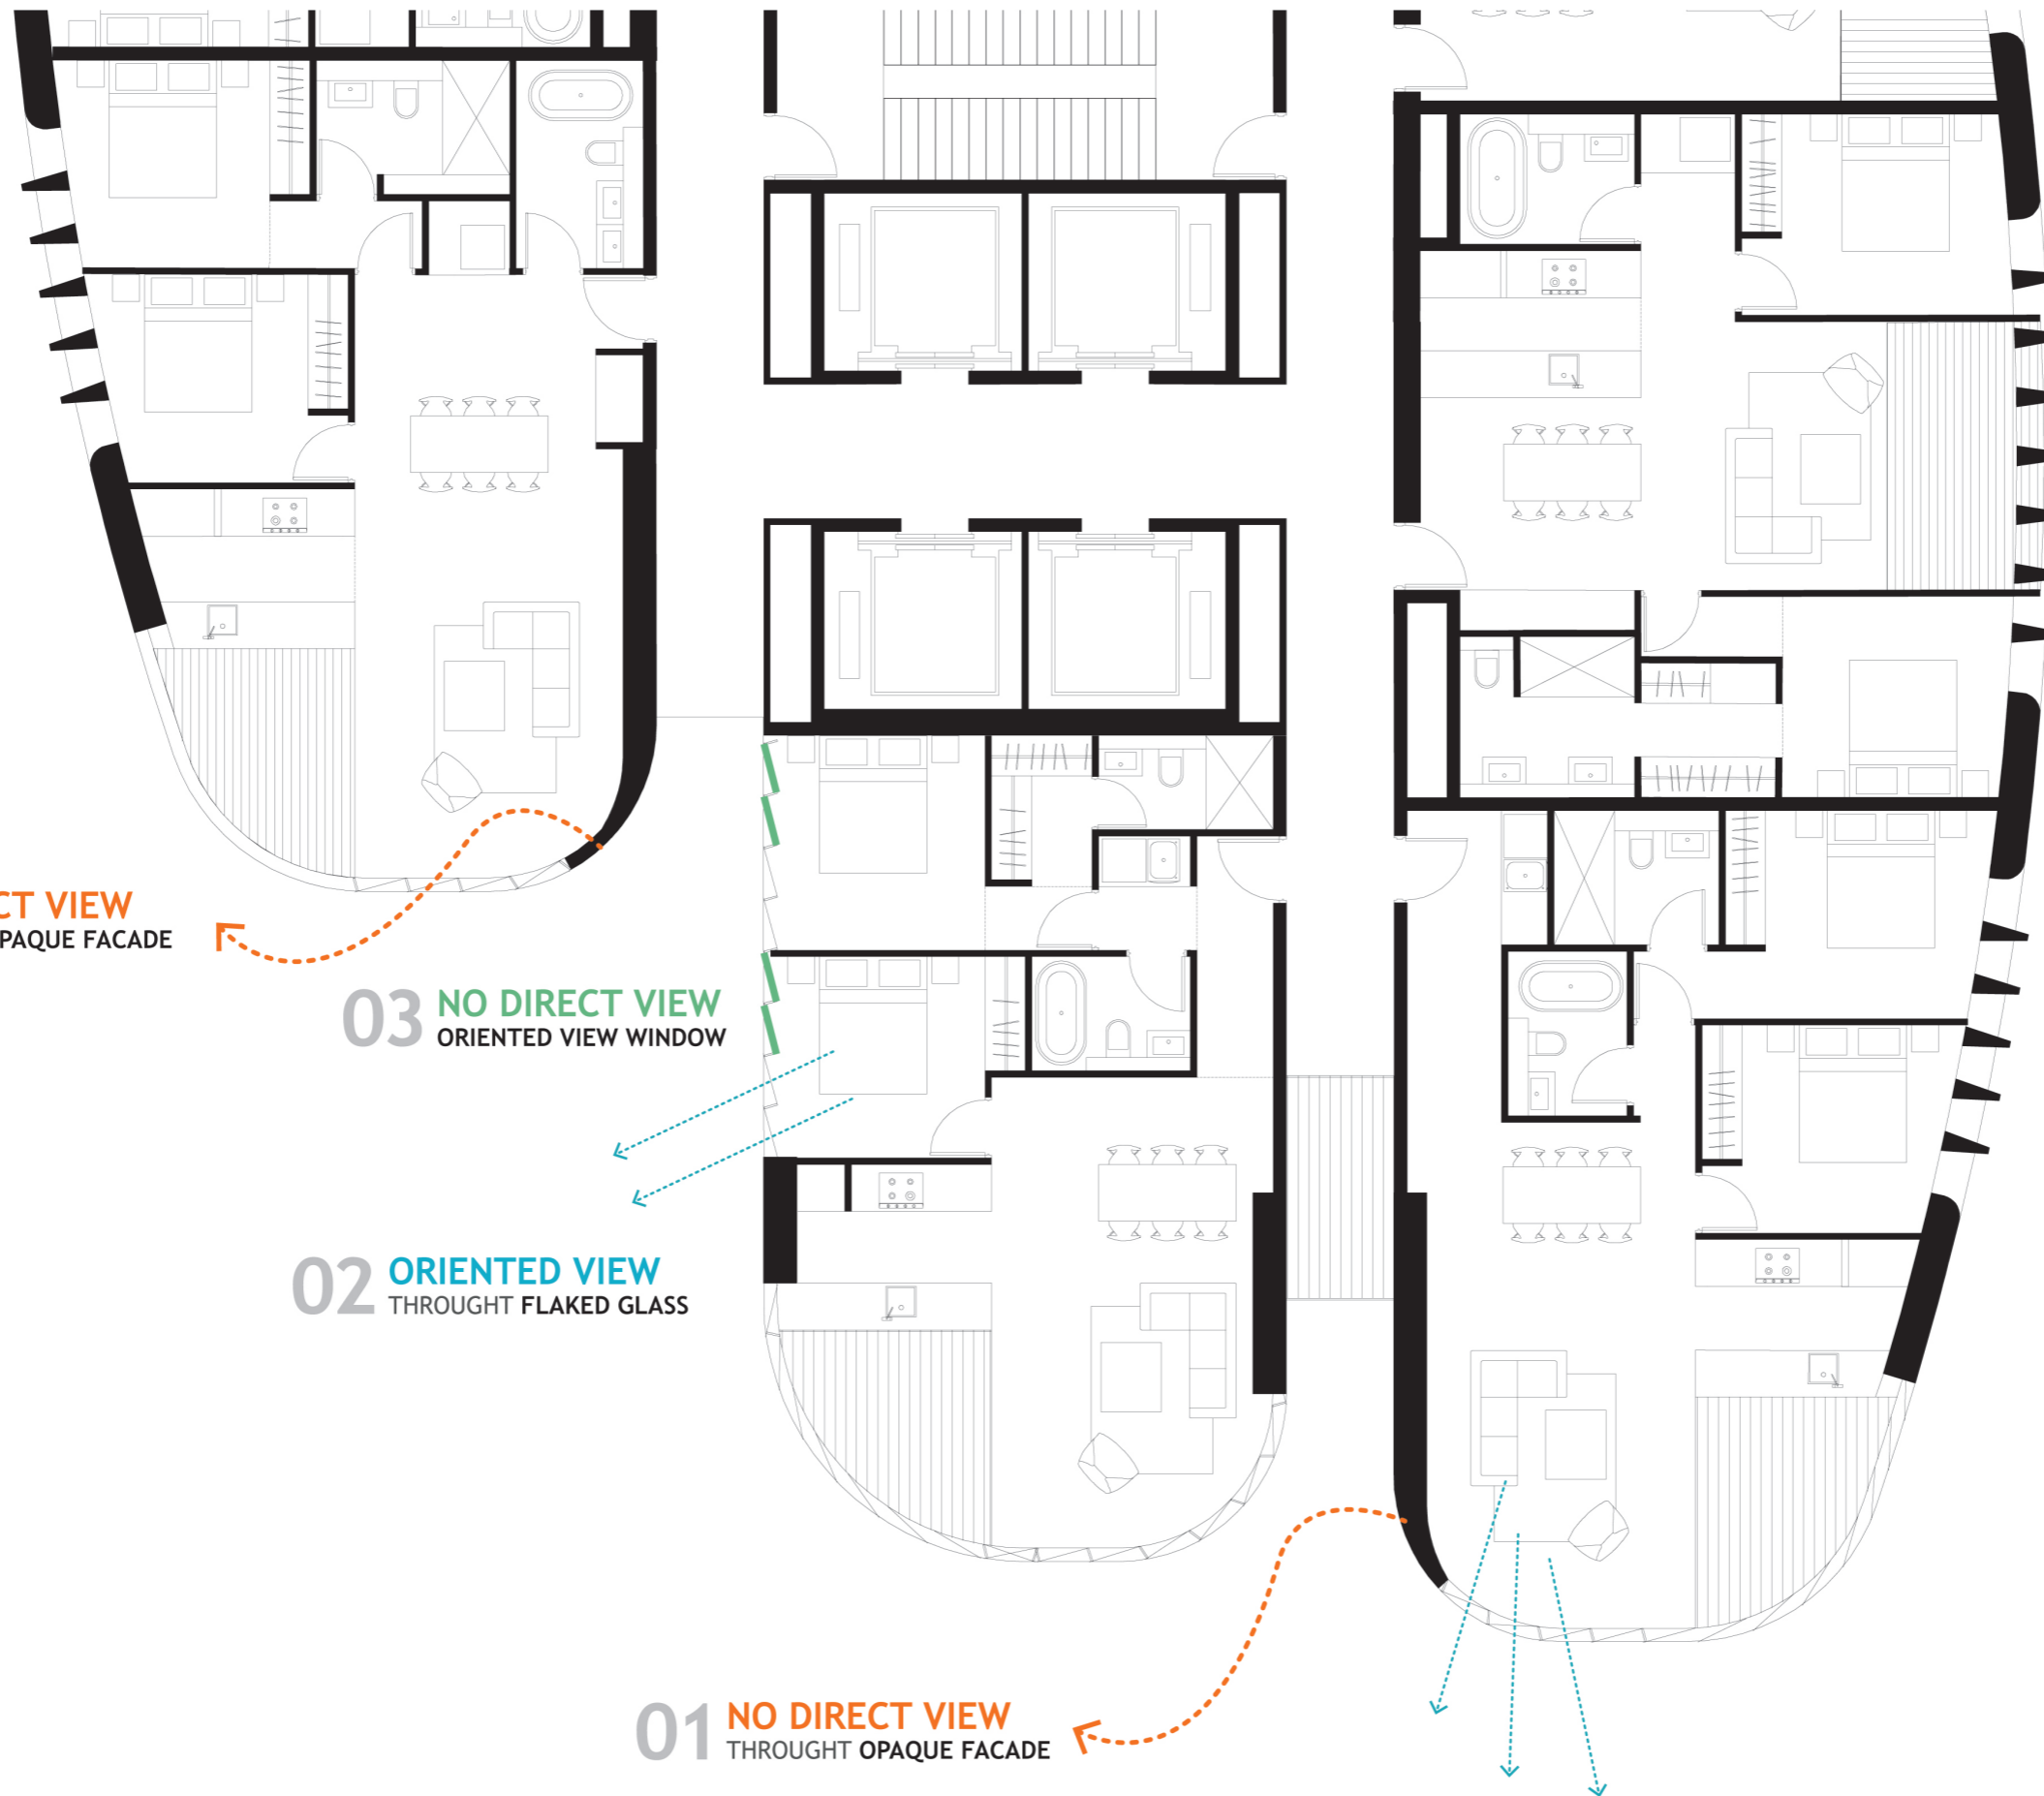 CT VIEW
PAQUE FACADE
03 NO DIRECT VIEW
ORIENTED VIEW WINDOW
02 ORIENTED VIEW
THROUGHT FLAKED GLASS
01 NO DIRECT VIEW
THROUGHT OPAQUE FACADE